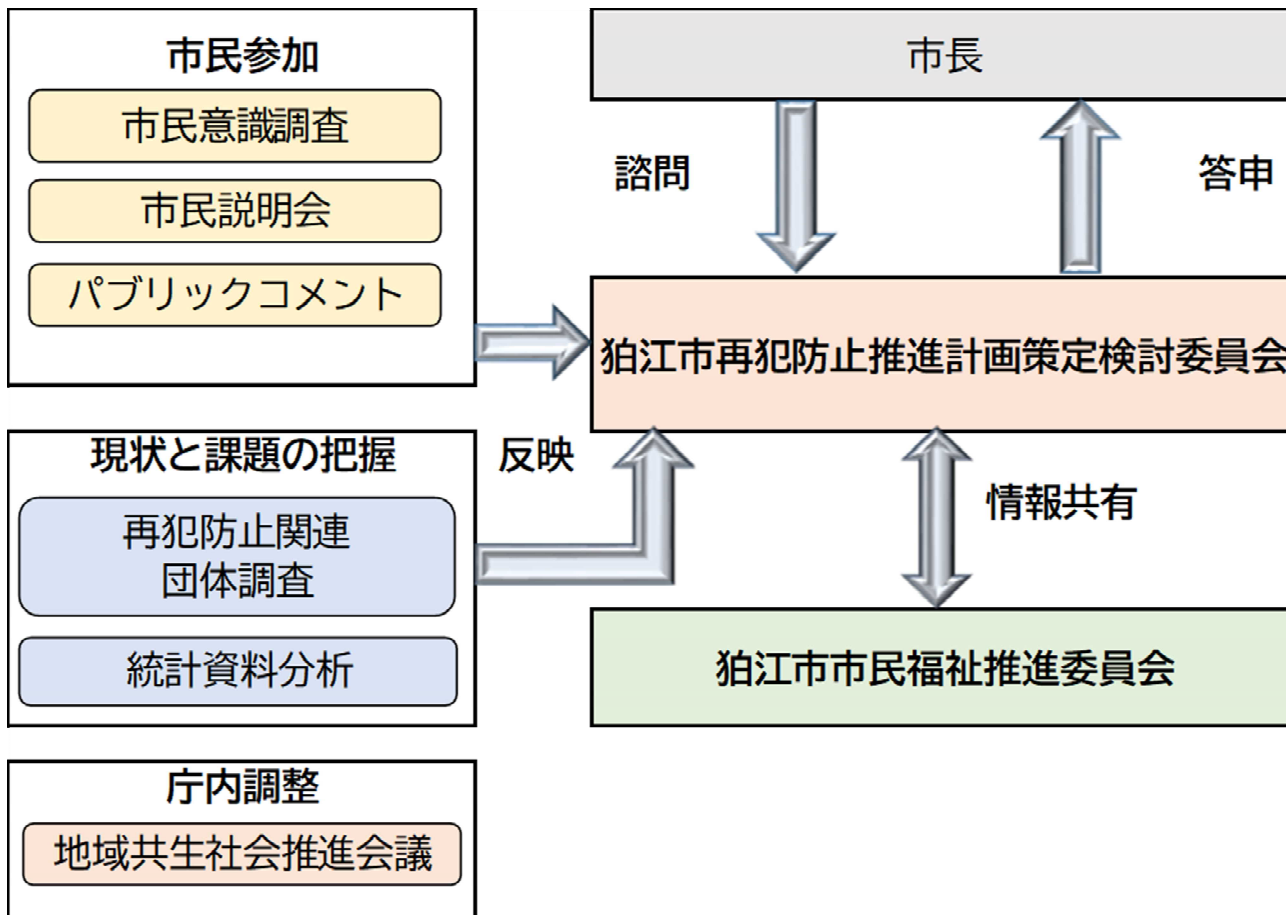 市民参加
市民意識調査
市民説明会
パブリックコメント
現状と課題の把握
再犯防止関連
団体調査
統計資料分析
庁内調整
地域共生社会推進会議
市長
諮問
答申
狛江市再犯防止推進計画策定検討委員会
反映
情報共有
狛江市市民福祉推進委員会